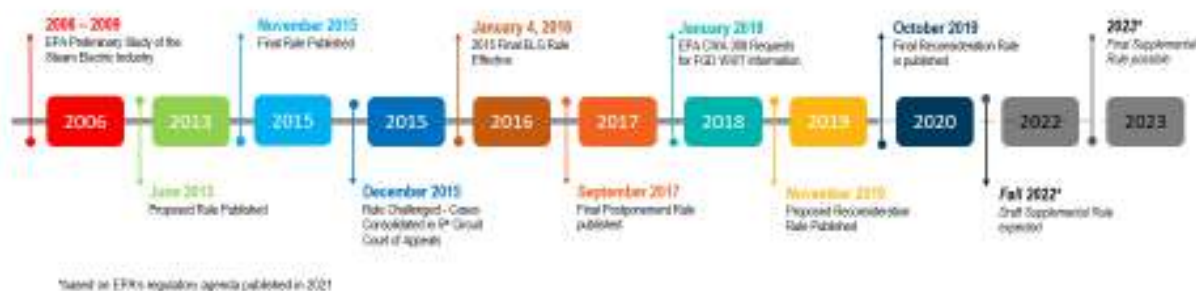 2006 – 2009
EPA Preliminary Study of the
Steam Electric Industry
November 2015
Final Rule Published
January 4, 2016
2015 Final ELG Rule
Effective
January 2018
EPA CWA 308 Requests
for FGD WWT information
October 2019
Final Reconsideration Rule
is published
2023*
Final Supplemental
Rule possible
2006
2013
2015
2015
2016
2017
2018
2019
2020
2022
2023
June 2013
Proposed Rule Published
December 2015
Rule Challenged - Cases
Consolidated in 5th Circuit
Court of Appeals
September 2017
Final Postponement Rule
published
November 2019
Proposed Reconsideration
Rule Published
Fall 2022*
Draft Supplemental Rule
expected
*based on EPA's regulatory agenda published in 2021